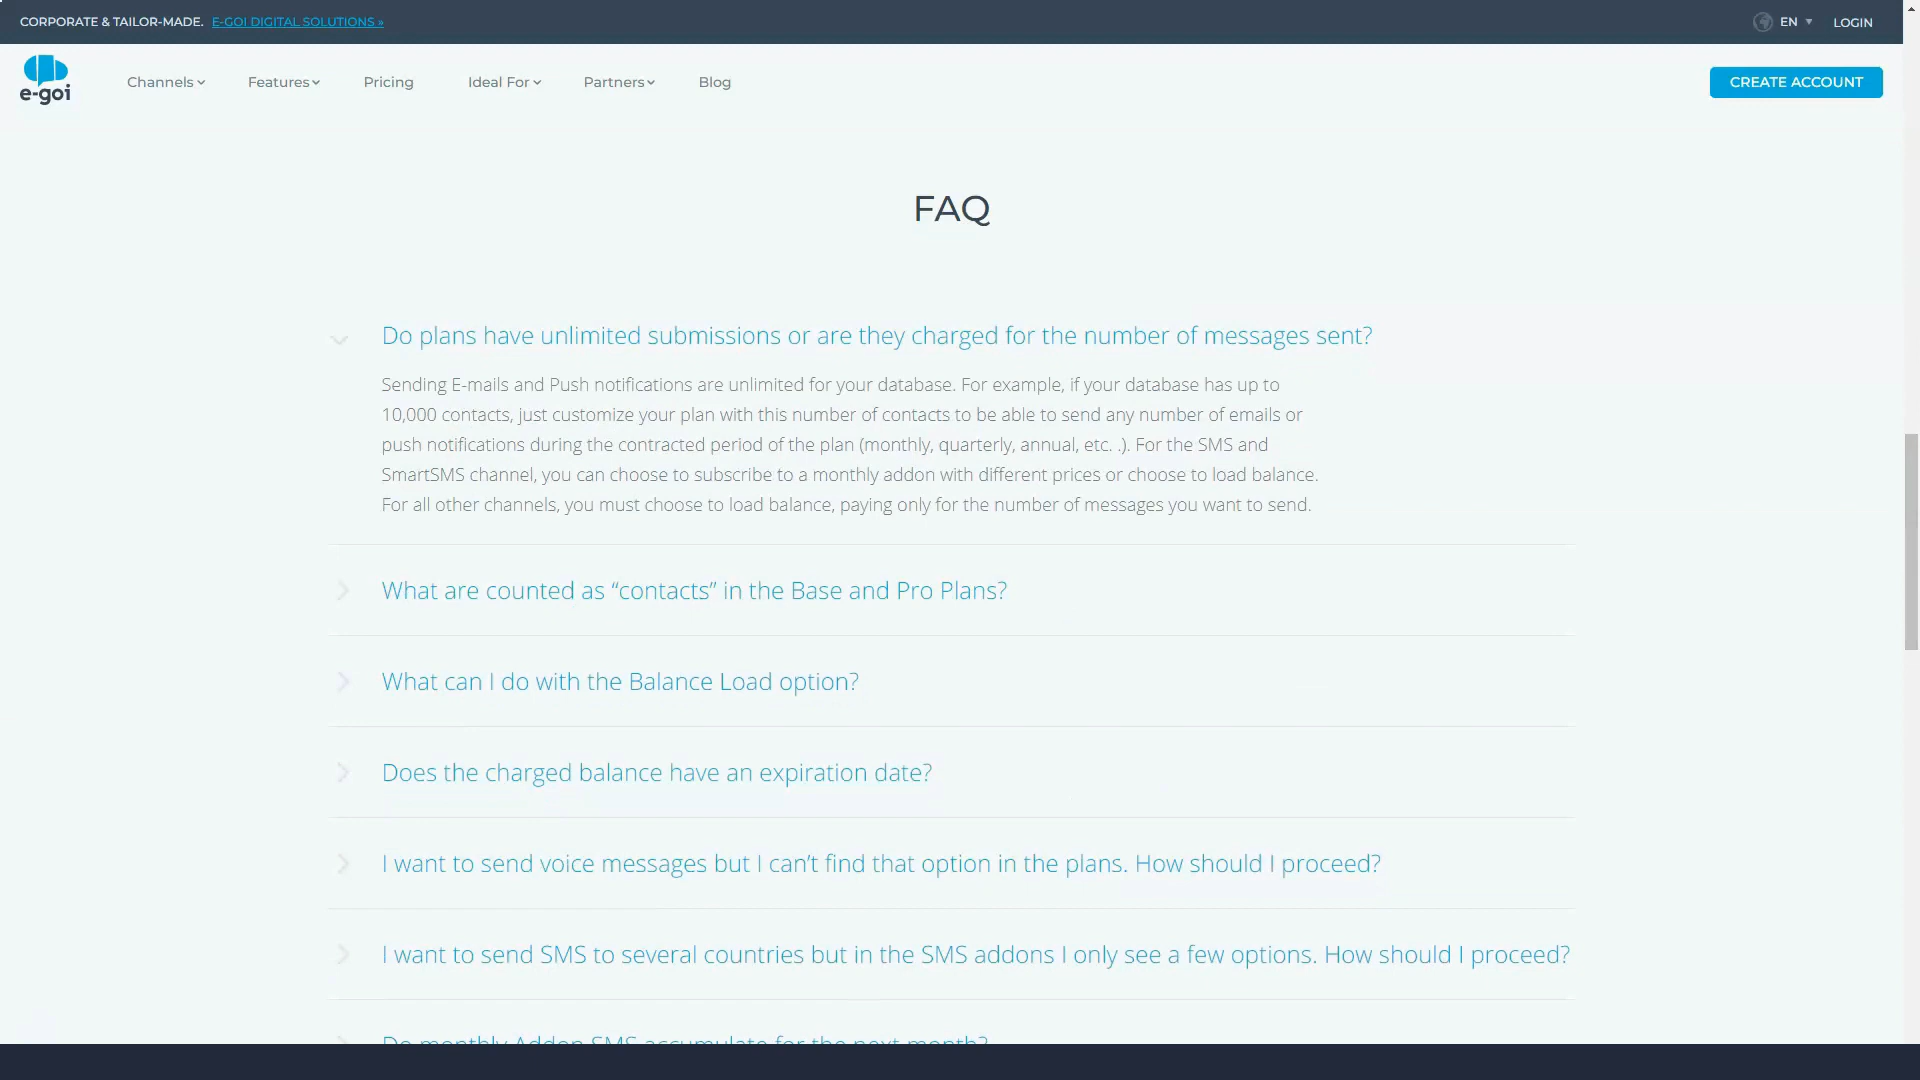 CORPORATE & TAILOR-MADE. E-GOI DIGITAL SOLUTIONS »
EN LOGIN
e-goi
Channels Features Pricing Ideal For Partners Blog
CREATE ACCOUNT
FAQ
Do plans have unlimited submissions or are they charged for the number of messages sent?
Sending E-mails and Push notifications are unlimited for your database. For example, if your database has up to
10,000 contacts, just customize your plan with this number of contacts to be able to send any number of emails or
push notifications during the contracted period of the plan (monthly, quarterly, annual, etc. .). For the SMS and
SmartSMS channel, you can choose to subscribe to a monthly addon with different prices or choose to load balance.
For all other channels, you must choose to load balance, paying only for the number of messages you want to send.
What are counted as “contacts” in the Base and Pro Plans?
What can I do with the Balance Load option?
Does the charged balance have an expiration date?
I want to send voice messages but I can’t find that option in the plans. How should I proceed?
I want to send SMS to several countries but in the SMS addons I only see a few options. How should I proceed?
Do monthly Addon SMS accumulate for the next month?